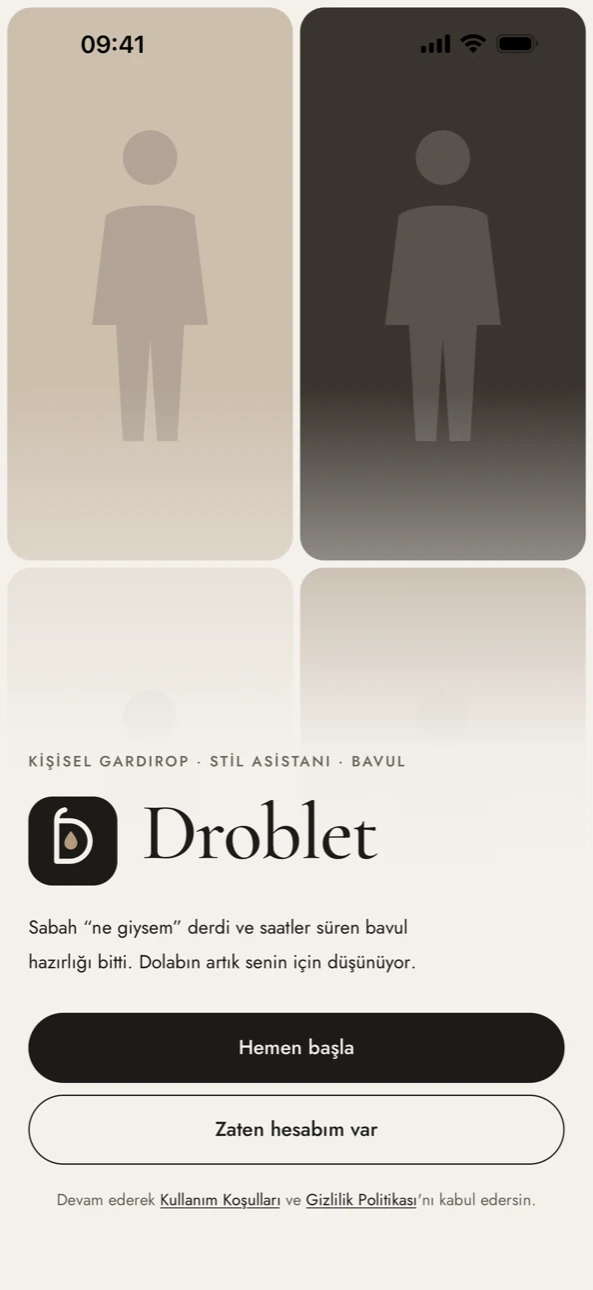 09:41
KİŞİSEL GARDIROP · STİL ASİSTANI · BAVUL
Droblet
Sabah “ne giysem” derdi ve saatler süren bavul
hazırlığı bitti. Dolabın artık senin için düşünüyor.
Hemen başla
Zaten hesabım var
Devam ederek Kullanım Koşulları ve Gizlilik Politikası'nı kabul edersin.